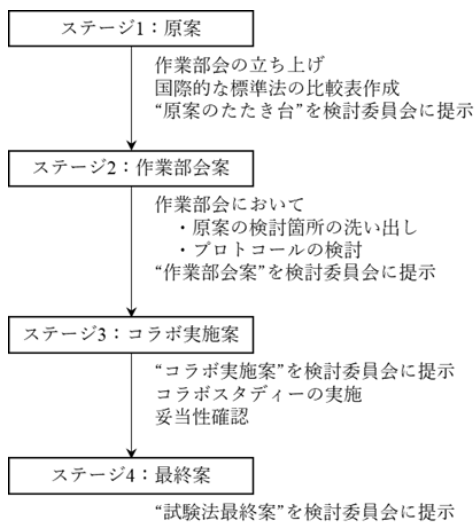 ステージ1：原案
作業部会の立ち上げ
国際的な標準法の比較表作成
“原案のたたき台”を検討委員会に提示
ステージ2：作業部会案
作業部会において
・原案の検討箇所の洗い出し
・プロトコールの検討
“作業部会案”を検討委員会に提示
ステージ3：コラボ実施案
“コラボ実施案”を検討委員会に提示
コラボスタディーの実施
妥当性確認
ステージ4：最終案
“試験法最終案”を検討委員会に提示